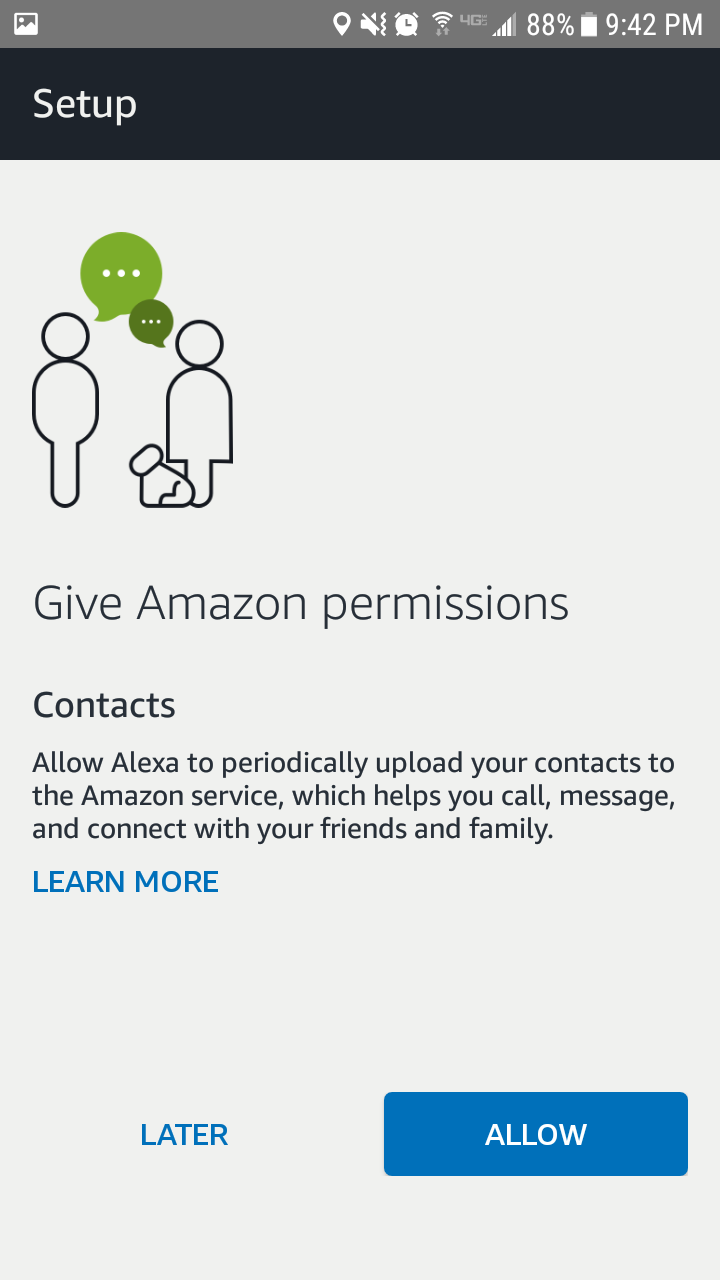 4G 88% 9:42 PM
Setup
Give Amazon permissions
Contacts
Allow Alexa to periodically upload your contacts to
the Amazon service, which helps you call, message,
and connect with your friends and family.
LEARN MORE
LATER ALLOW